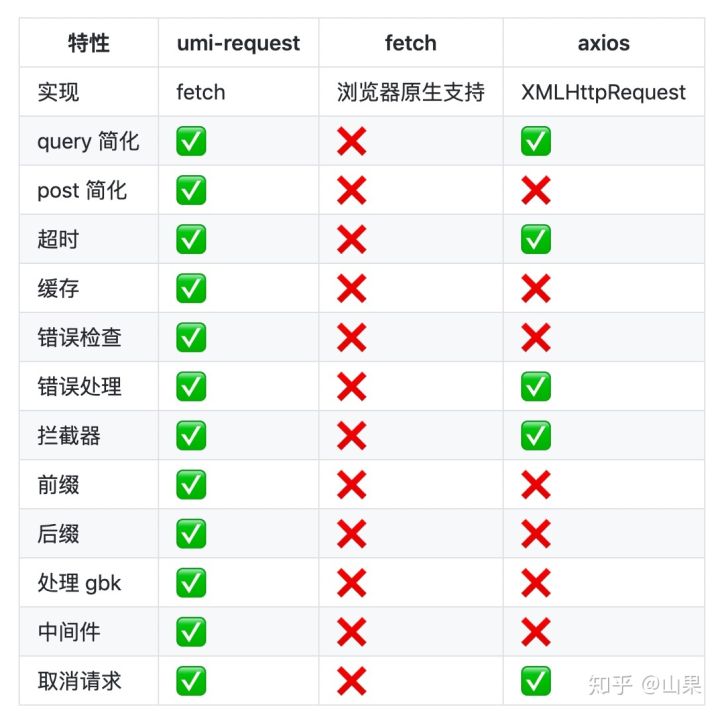 特性 umi-request fetch axios
实现 fetch 浏览器原生支持 XMLHttpRequest
query 简化 ✅ ❌ ✅
post 简化 ✅ ❌ ❌
超时 ✅ ❌ ✅
缓存 ✅ ❌ ❌
错误检查 ✅ ❌ ❌
错误处理 ✅ ❌ ✅
拦截器 ✅ ❌ ✅
前缀 ✅ ❌ ❌
后缀 ✅ ❌ ❌
处理 gbk ✅ ❌ ❌
中间件 ✅ ❌ ❌
取消请求 ✅ ❌ ✅
知乎 @山果